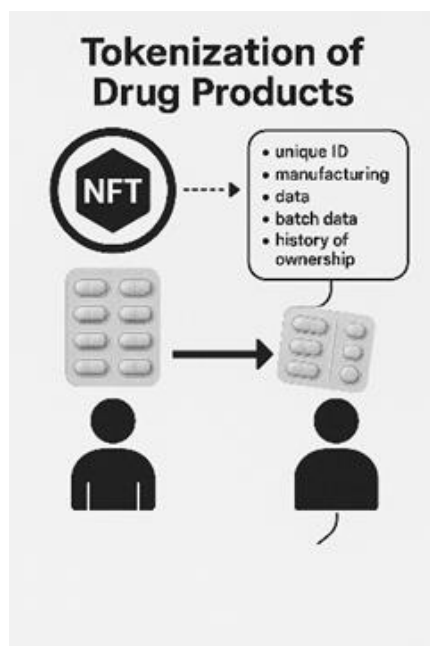 Tokenization of
Drug Products
NFT
• unique ID
• manufacturing
• data
• batch data
• history of
ownership